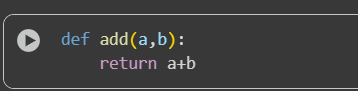 def add(a,b):
    return a+b